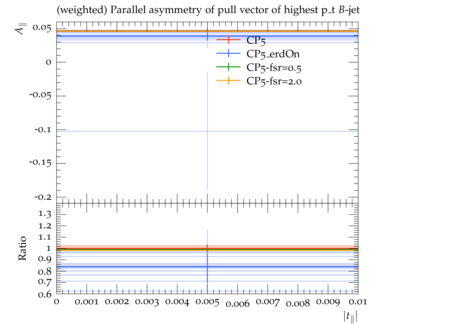 (weighted) Parallel asymmetry of pull vector of highest p_t B-jet
A∥
0.05
0
-0.05
-0.1
-0.15
-0.2
CP5
CP5_erdOn
CP5-fsr=0.5
CP5-fsr=2.0
Ratio
1.3
1.2
1.1
1
0.9
0.8
0.7
0.6
0 0.001 0.002 0.003 0.004 0.005 0.006 0.007 0.008 0.009 0.01
|t∥|